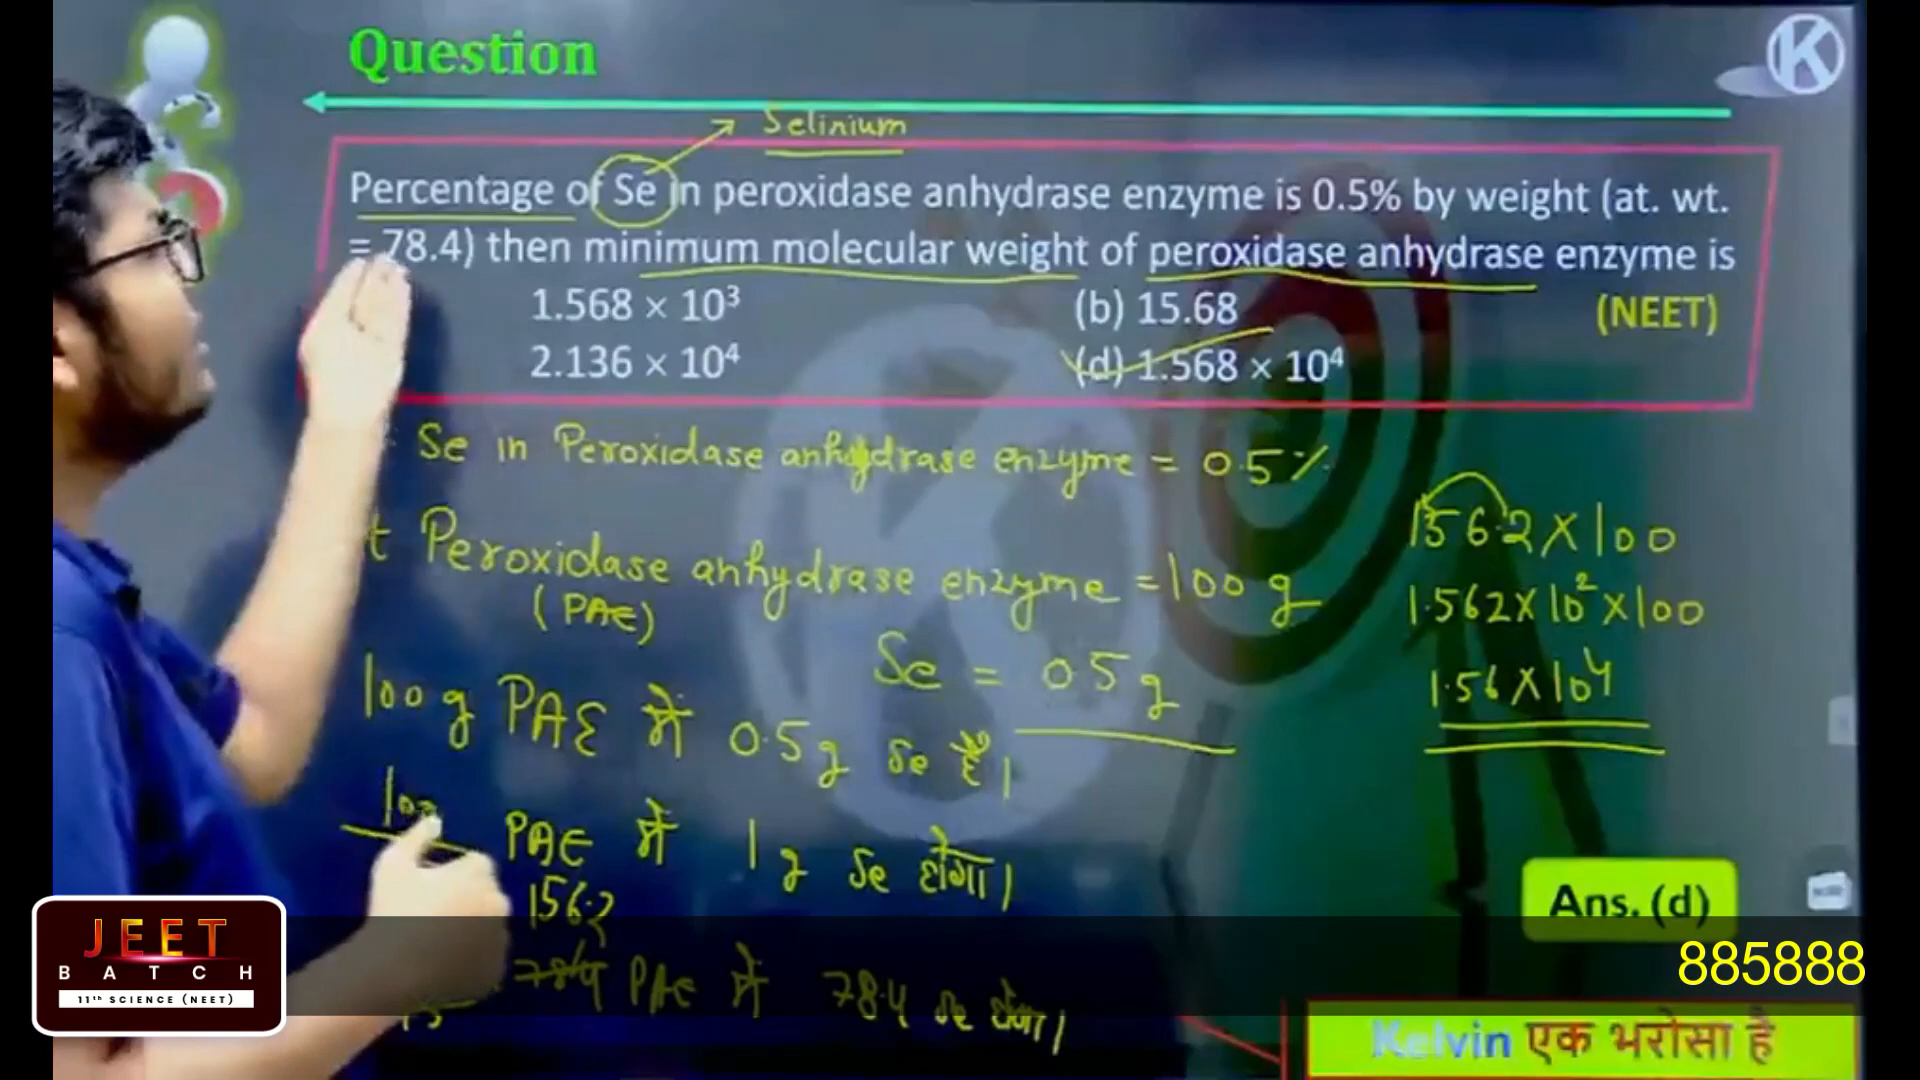 Question
Selinium
Percentage of Se in peroxidase anhydrase enzyme is 0.5% by weight (at. wt.
= 78.4) then minimum molecular weight of peroxidase anhydrase enzyme is
1.568 × 10³ (b) 15.68 (NEET)
2.136 × 10⁴ (d) 1.568 × 10⁴
Se in Peroxidase anhydrase enzyme = 0.5%
t Peroxidase anhydrase enzyme = 100 g
(PAE)
Se = 0.5 g
100 g PAE में 0.5 g Se है।
100
PAE में 1 g Se होगा।
156.2
78.4 PAE में 78.4 Se होगा।
156.2 × 100
1.562 × 10² × 100
1.56 × 10⁴
Ans. (d)
885888
JEET
BATCH
11th SCIENCE (NEET)
Kelvin एक भरोसा है
K